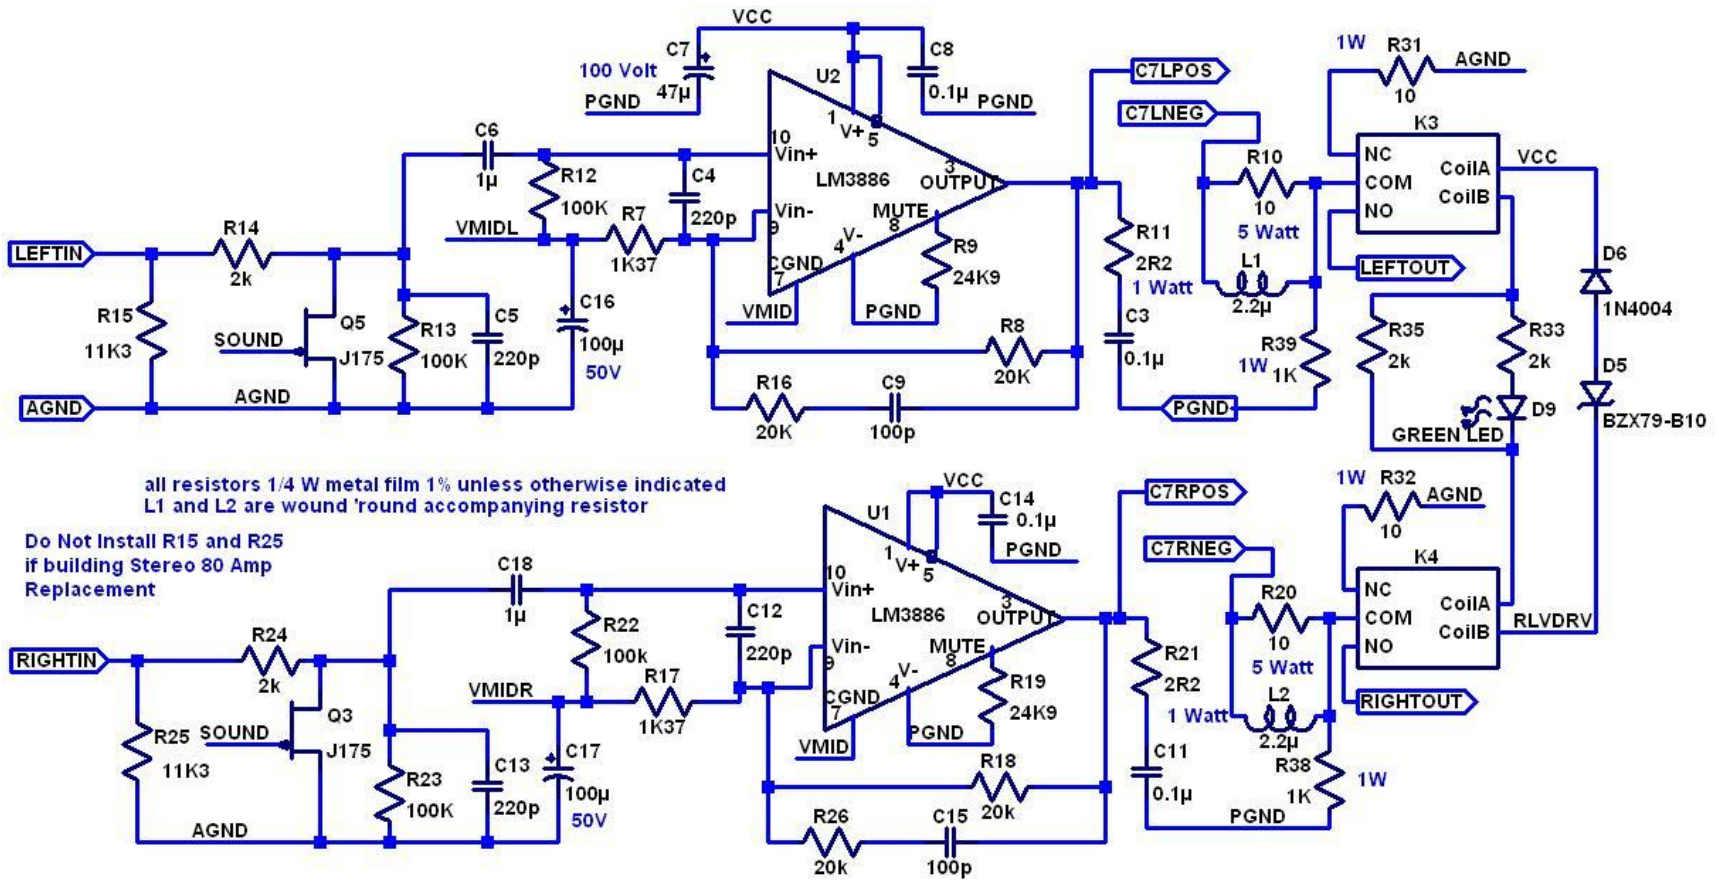 VCC
C7
100 Volt
47µ
PGND
U2
C8
0.1µ
PGND
1
V+
5
C7LPOS
C7LNEG
1W
R31
AGND
10
K3
NC
COM
NO
CoilA
CoilB
VCC
C6
1µ
10
Vin+
R12
100K
C4
220p
LM3886
3
OUTPUT
Vin-
9
MUTE
8
V-
4
CGND
7
VMIDL
R7
1K37
R9
24K9
VMID
PGND
R14
2k
LEFTIN
R15
11K3
SOUND
Q5
J175
R13
100K
C5
220p
C16
100µ
50V
R11
2R2
1 Watt
C3
0.1µ
R10
10
5 Watt
L1
2.2µ
LEFTOUT
D6
1N4004
R35
2k
R33
2k
R39
1W
1K
R8
20K
R16
20K
C9
100p
PGND
D5
BZX79-B10
D9
GREEN LED
AGND
AGND
all resistors 1/4 W metal film 1% unless otherwise indicated
L1 and L2 are wound 'round accompanying resistor
Do Not Install R15 and R25
if building Stereo 80 Amp
Replacement
VCC
C14
0.1µ
PGND
U1
1
V+
5
C7RPOS
C7RNEG
1W
R32
AGND
10
K4
NC
COM
NO
CoilA
CoilB
RLVDRV
C18
1µ
10
Vin+
R22
100k
C12
220p
LM3886
3
OUTPUT
Vin-
9
MUTE
8
V-
4
CGND
7
VMIDR
R17
1K37
R19
24K9
VMID
PGND
R24
2k
RIGHTIN
R25
11K3
SOUND
Q3
J175
R23
100K
C13
220p
C17
100µ
50V
R21
2R2
1 Watt
C11
0.1µ
R20
10
5 Watt
L2
2.2µ
RIGHTOUT
R38
1K
1W
R18
20k
R26
20k
C15
100p
PGND
AGND